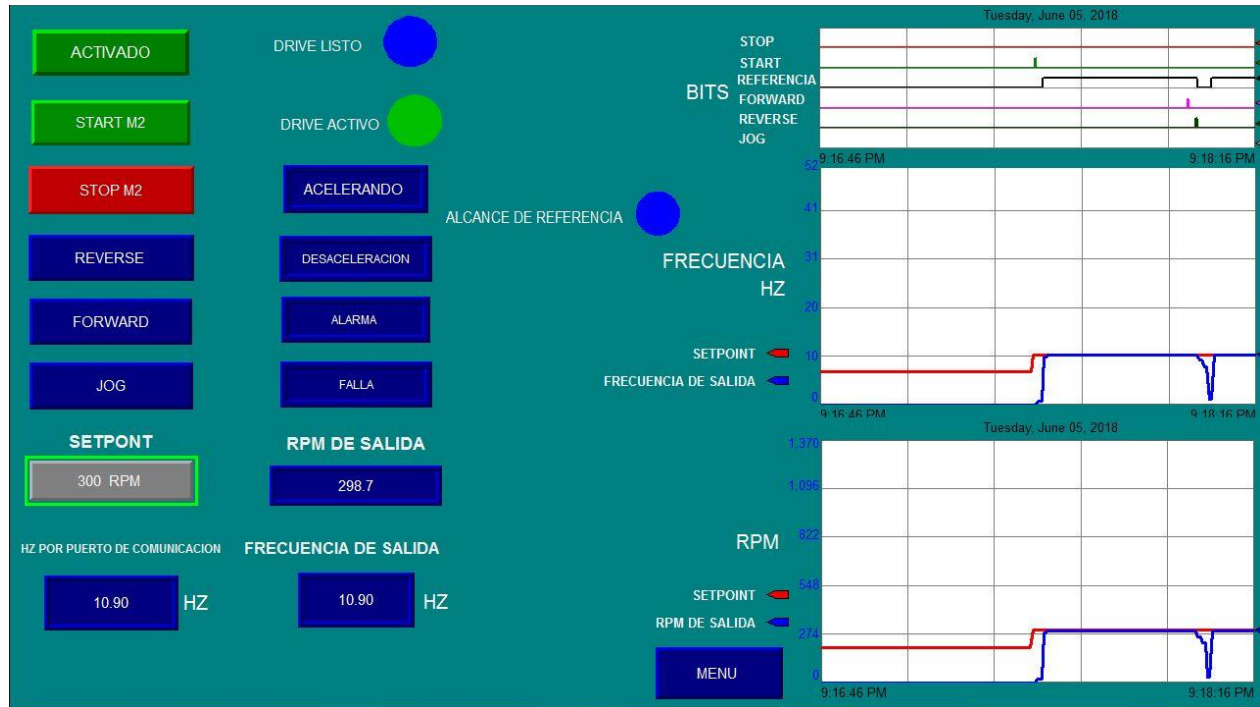 ACTIVADO
START M2
STOP M2
REVERSE
FORWARD
JOG
SETPONT
300 RPM
HZ POR PUERTO DE COMUNICACION
10.90
HZ
DRIVE LISTO
DRIVE ACTIVO
ACELERANDO
DESACELERACION
ALARMA
FALLA
RPM DE SALIDA
298.7
FRECUENCIA DE SALIDA
10.90
HZ
ALCANCE DE REFERENCIA
Tuesday, June 05, 2018
BITS
STOP
START
REFERENCIA
FORWARD
REVERSE
JOG
9:16:46 PM
9:18:16 PM
FRECUENCIA
HZ
52
41
31
20
10
0
SETPOINT
FRECUENCIA DE SALIDA
9:16:46 PM
9:18:16 PM
Tuesday, June 05, 2018
RPM
1,370
1,096
822
548
274
0
SETPOINT
RPM DE SALIDA
9:16:46 PM
9:18:16 PM
MENU